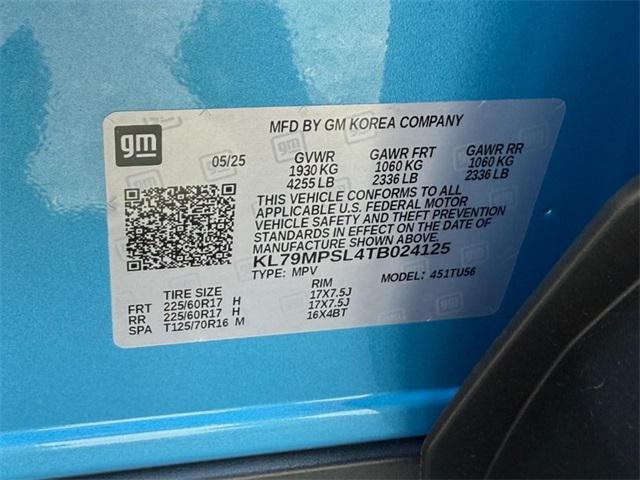 gm
MFD BY GM KOREA COMPANY
05/25
GVWR GAWR FRT GAWR RR
1930 KG 1060 KG 1060 KG
4255 LB 2336 LB 2336 LB
THIS VEHICLE CONFORMS TO ALL
APPLICABLE U.S. FEDERAL MOTOR
VEHICLE SAFETY AND THEFT PREVENTION
STANDARDS IN EFFECT ON THE DATE OF
MANUFACTURE SHOWN ABOVE.
KL79MPSL4TB024125
TYPE: MPV MODEL: 451TU56
TIRE SIZE RIM
FRT 225/60R17 H 17X7.5J
RR 225/60R17 H 17X7.5J
SPA T125/70R16 M 16X4BT